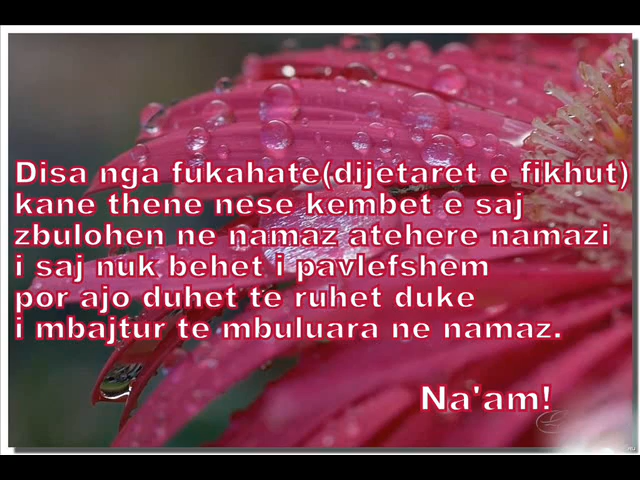 Disa nga fukahate(dijetaret e fikhut)
kane thene nese kembet e saj
zbulohen ne namaz atehere namazi
i saj nuk behet i pavlefshem
por ajo duhet te ruhet duke
i mbajtur te mbuluara ne namaz.
Na'am!